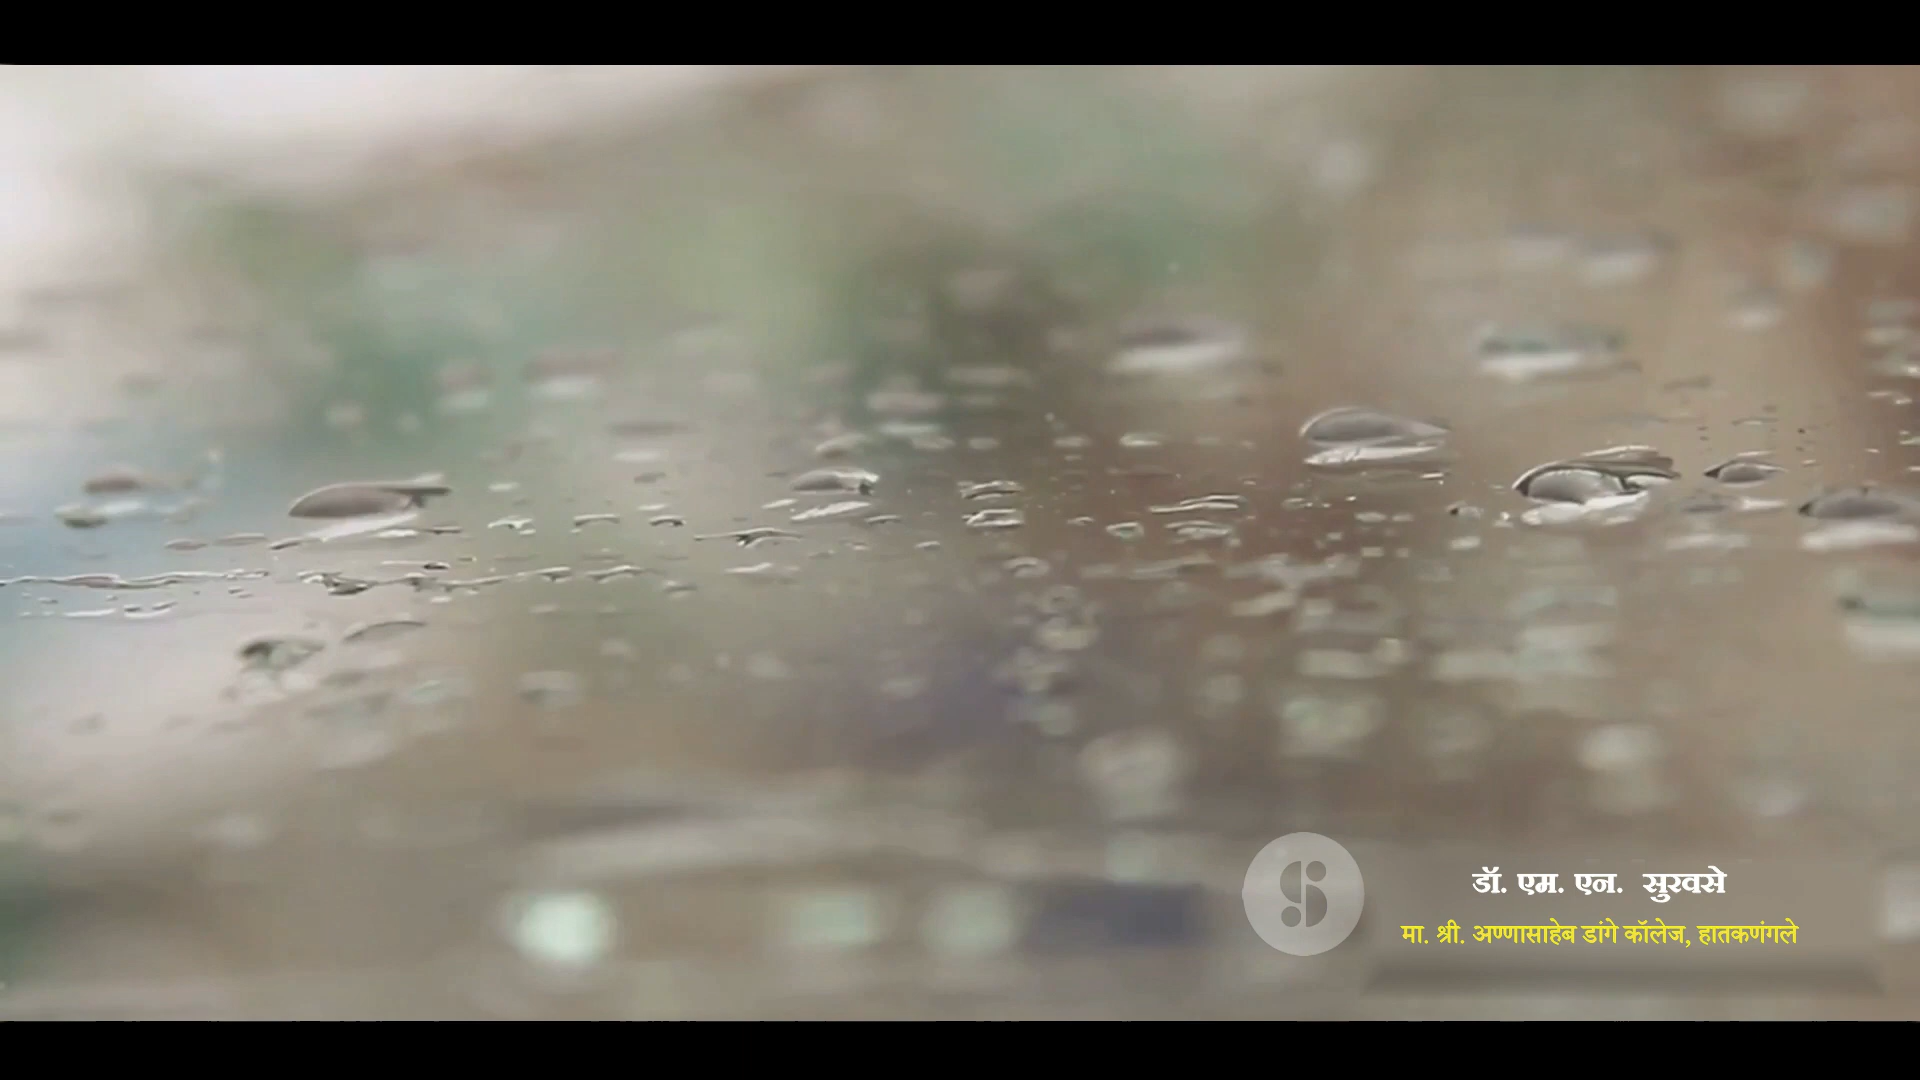 डॉ. एम. एन. सुरवसे
मा. श्री. अण्णासाहेब डांगे कॉलेज, हातकणंगले